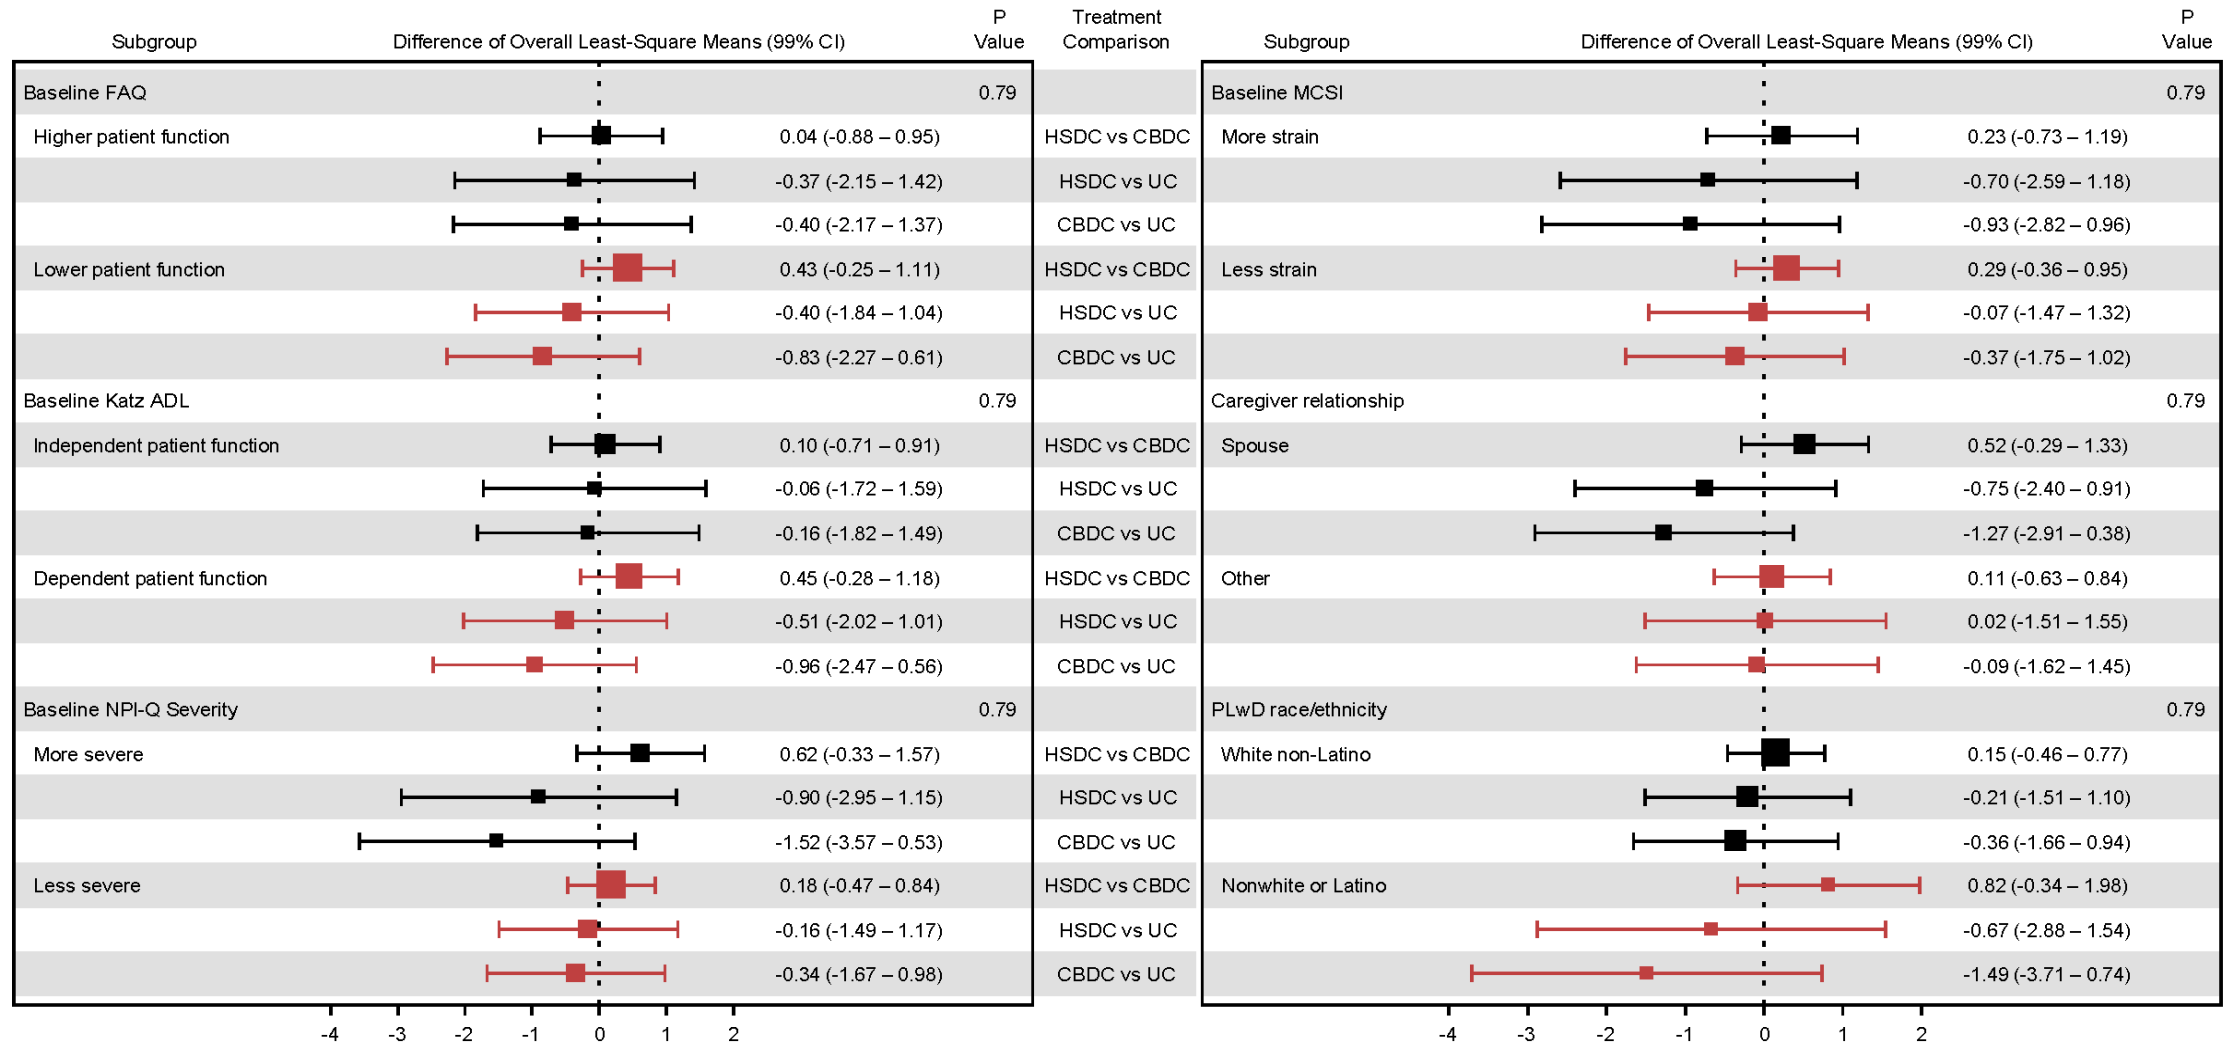 P Treatment P
Subgroup Difference of Overall Least-Square Means (99% CI) Value Comparison Subgroup Difference of Overall Least-Square Means (99% CI) Value
Baseline FAQ 0.79 Baseline MCSI 0.79
Higher patient function 0.04 (-0.88 – 0.95) HSDC vs CBDC More strain 0.23 (-0.73 – 1.19)
-0.37 (-2.15 – 1.42) HSDC vs UC -0.70 (-2.59 – 1.18)
-0.40 (-2.17 – 1.37) CBDC vs UC -0.93 (-2.82 – 0.96)
Lower patient function 0.43 (-0.25 – 1.11) HSDC vs CBDC Less strain 0.29 (-0.36 – 0.95)
-0.40 (-1.84 – 1.04) HSDC vs UC -0.07 (-1.47 – 1.32)
-0.83 (-2.27 – 0.61) CBDC vs UC -0.37 (-1.75 – 1.02)
Baseline Katz ADL 0.79 Caregiver relationship 0.79
Independent patient function 0.10 (-0.71 – 0.91) HSDC vs CBDC Spouse 0.52 (-0.29 – 1.33)
-0.06 (-1.72 – 1.59) HSDC vs UC -0.75 (-2.40 – 0.91)
-0.16 (-1.82 – 1.49) CBDC vs UC -1.27 (-2.91 – 0.38)
Dependent patient function 0.45 (-0.28 – 1.18) HSDC vs CBDC Other 0.11 (-0.63 – 0.84)
-0.51 (-2.02 – 1.01) HSDC vs UC 0.02 (-1.51 – 1.55)
-0.96 (-2.47 – 0.56) CBDC vs UC -0.09 (-1.62 – 1.45)
Baseline NPI-Q Severity 0.79 PLwD race/ethnicity 0.79
More severe 0.62 (-0.33 – 1.57) HSDC vs CBDC White non-Latino 0.15 (-0.46 – 0.77)
-0.90 (-2.95 – 1.15) HSDC vs UC -0.21 (-1.51 – 1.10)
-1.52 (-3.57 – 0.53) CBDC vs UC -0.36 (-1.66 – 0.94)
Less severe 0.18 (-0.47 – 0.84) HSDC vs CBDC Nonwhite or Latino 0.82 (-0.34 – 1.98)
-0.16 (-1.49 – 1.17) HSDC vs UC -0.67 (-2.88 – 1.54)
-0.34 (-1.67 – 0.98) CBDC vs UC -1.49 (-3.71 – 0.74)
-4 -3 -2 -1 0 1 2 -4 -3 -2 -1 0 1 2